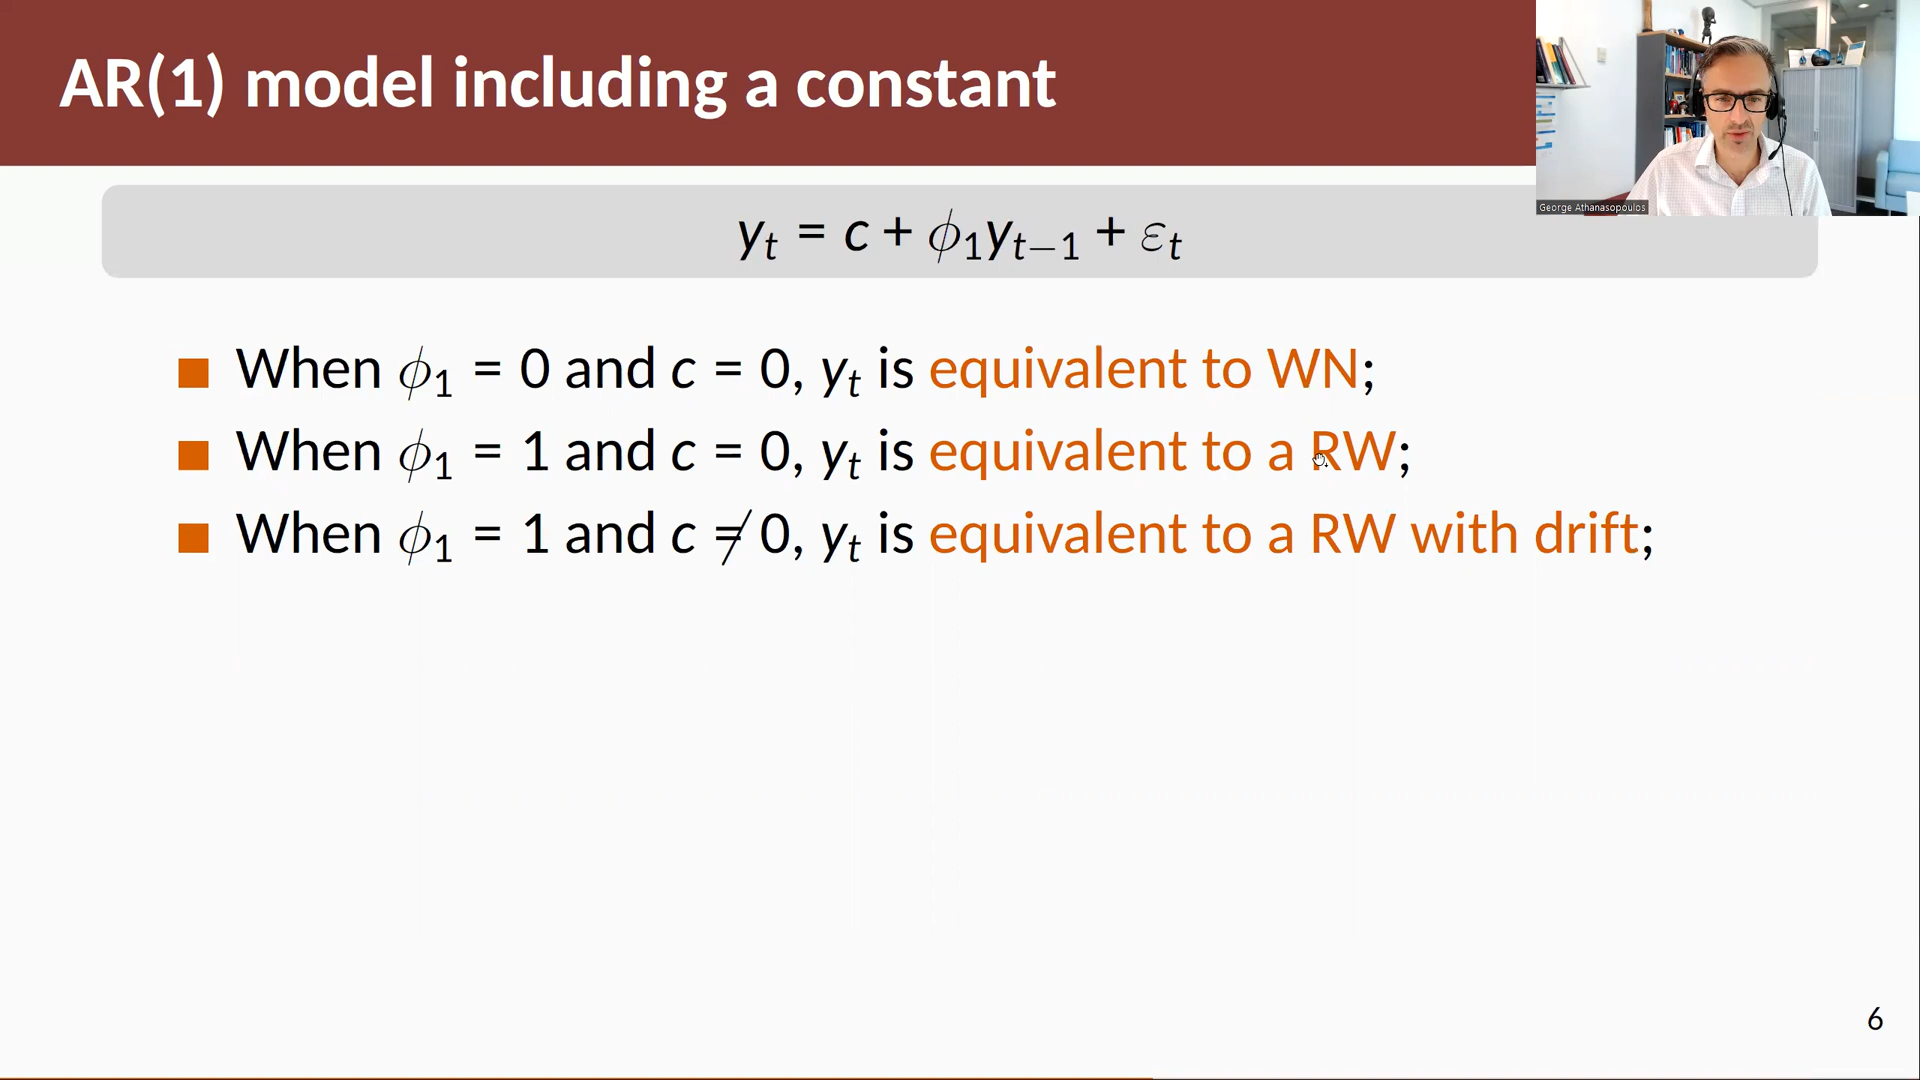 AR(1) model including a constant
George Athanasopoulos
yₜ = c + ϕ₁yₜ₋₁ + εₜ
■ When ϕ₁ = 0 and c = 0, yₜ is equivalent to WN;
■ When ϕ₁ = 1 and c = 0, yₜ is equivalent to a RW;
■ When ϕ₁ = 1 and c ≠ 0, yₜ is equivalent to a RW with drift;
6